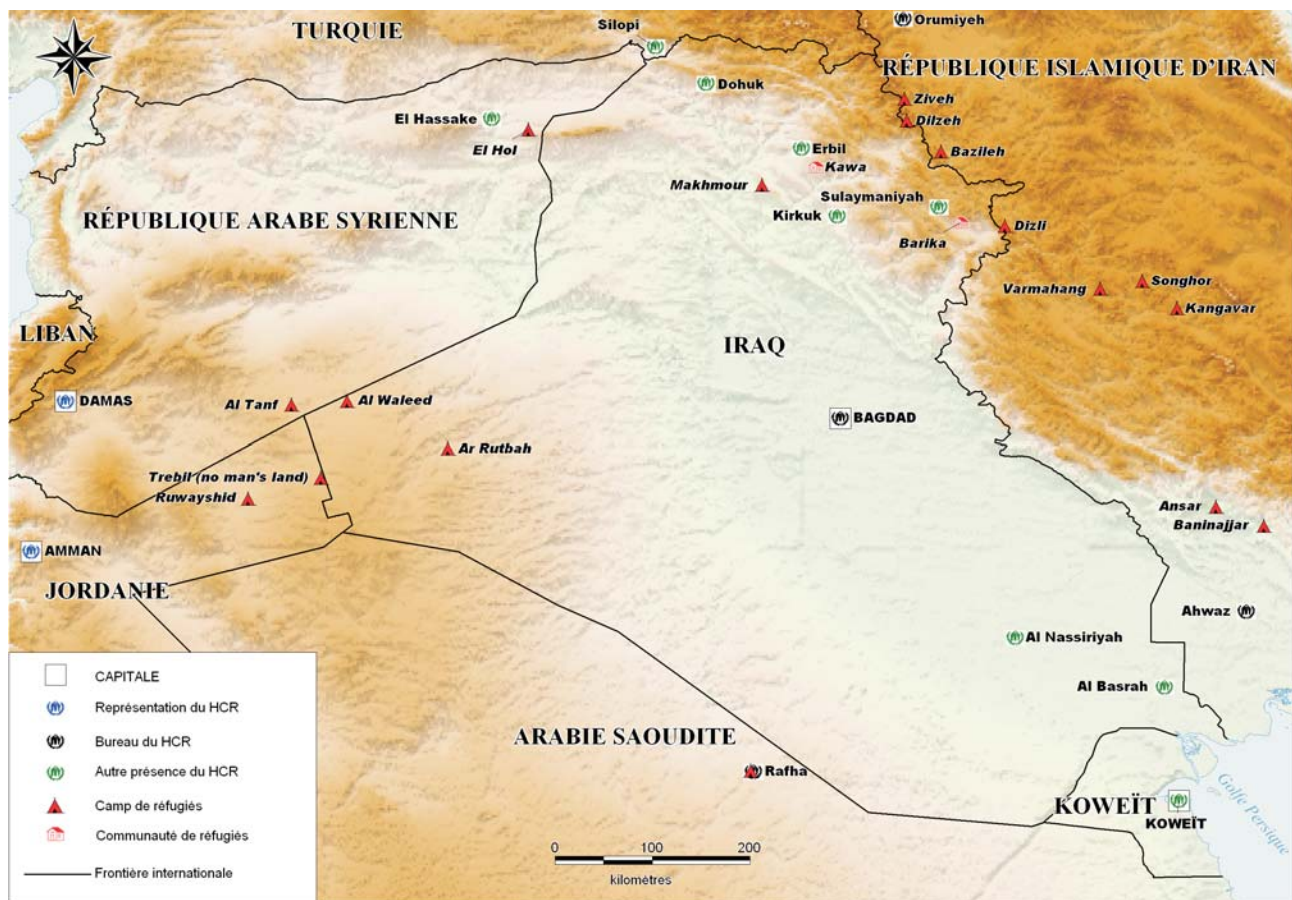 Silopi
Orumiyeh
TURQUIE
RÉPUBLIQUE ISLAMIQUE D'IRAN
Dohuk
Ziveh
El Hassake
Dilzeh
El Hol
Erbil
Bazileh
Kawa
Makhmour
Sulaymaniyah
Kirkuk
RÉPUBLIQUE ARABE SYRIENNE
Dizli
Barika
Songhor
Varmahang
Kangavar
LIBAN
IRAQ
DAMAS
Al Tanf
Al Waleed
BAGDAD
Ar Rutbah
Trebil (no man's land)
Ruwayshid
Ansar
Baninajjar
AMMAN
JORDANIE
Ahwaz
Al Nassiriyah
Al Basrah
CAPITALE
Représentation du HCR
Bureau du HCR
Autre présence du HCR
Camp de réfugiés
Communauté de réfugiés
Frontière internationale
ARABIE SAOUDITE
Rafha
KOWEÏT
KOWEÏT
Golfe Persique
0 100 200
kilomètres